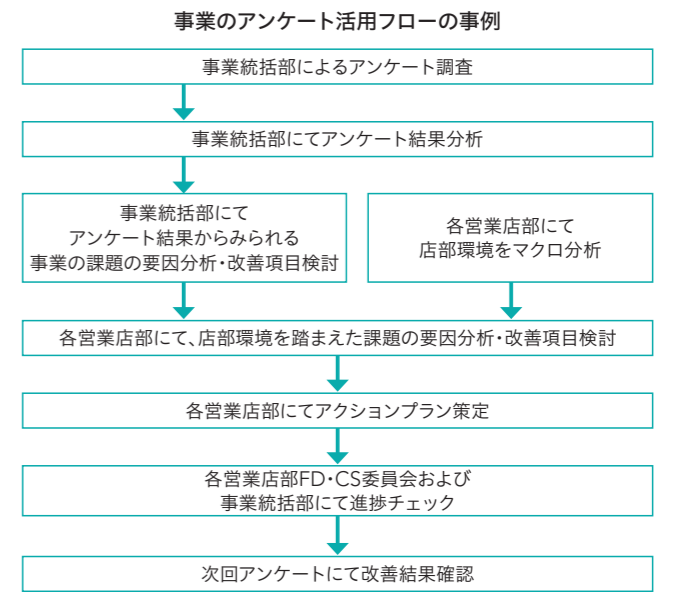 事業のアンケート活用フローの事例
事業統括部によるアンケート調査
事業統括部にてアンケート結果分析
事業統括部にて
アンケート結果からみられる
事業の課題の要因分析・改善項目検討
各営業店部にて
店部環境をマクロ分析
各営業店部にて、店部環境を踏まえた課題の要因分析・改善項目検討
各営業店部にてアクションプラン策定
各営業店部FD・CS委員会および
事業統括部にて進捗チェック
次回アンケートにて改善結果確認